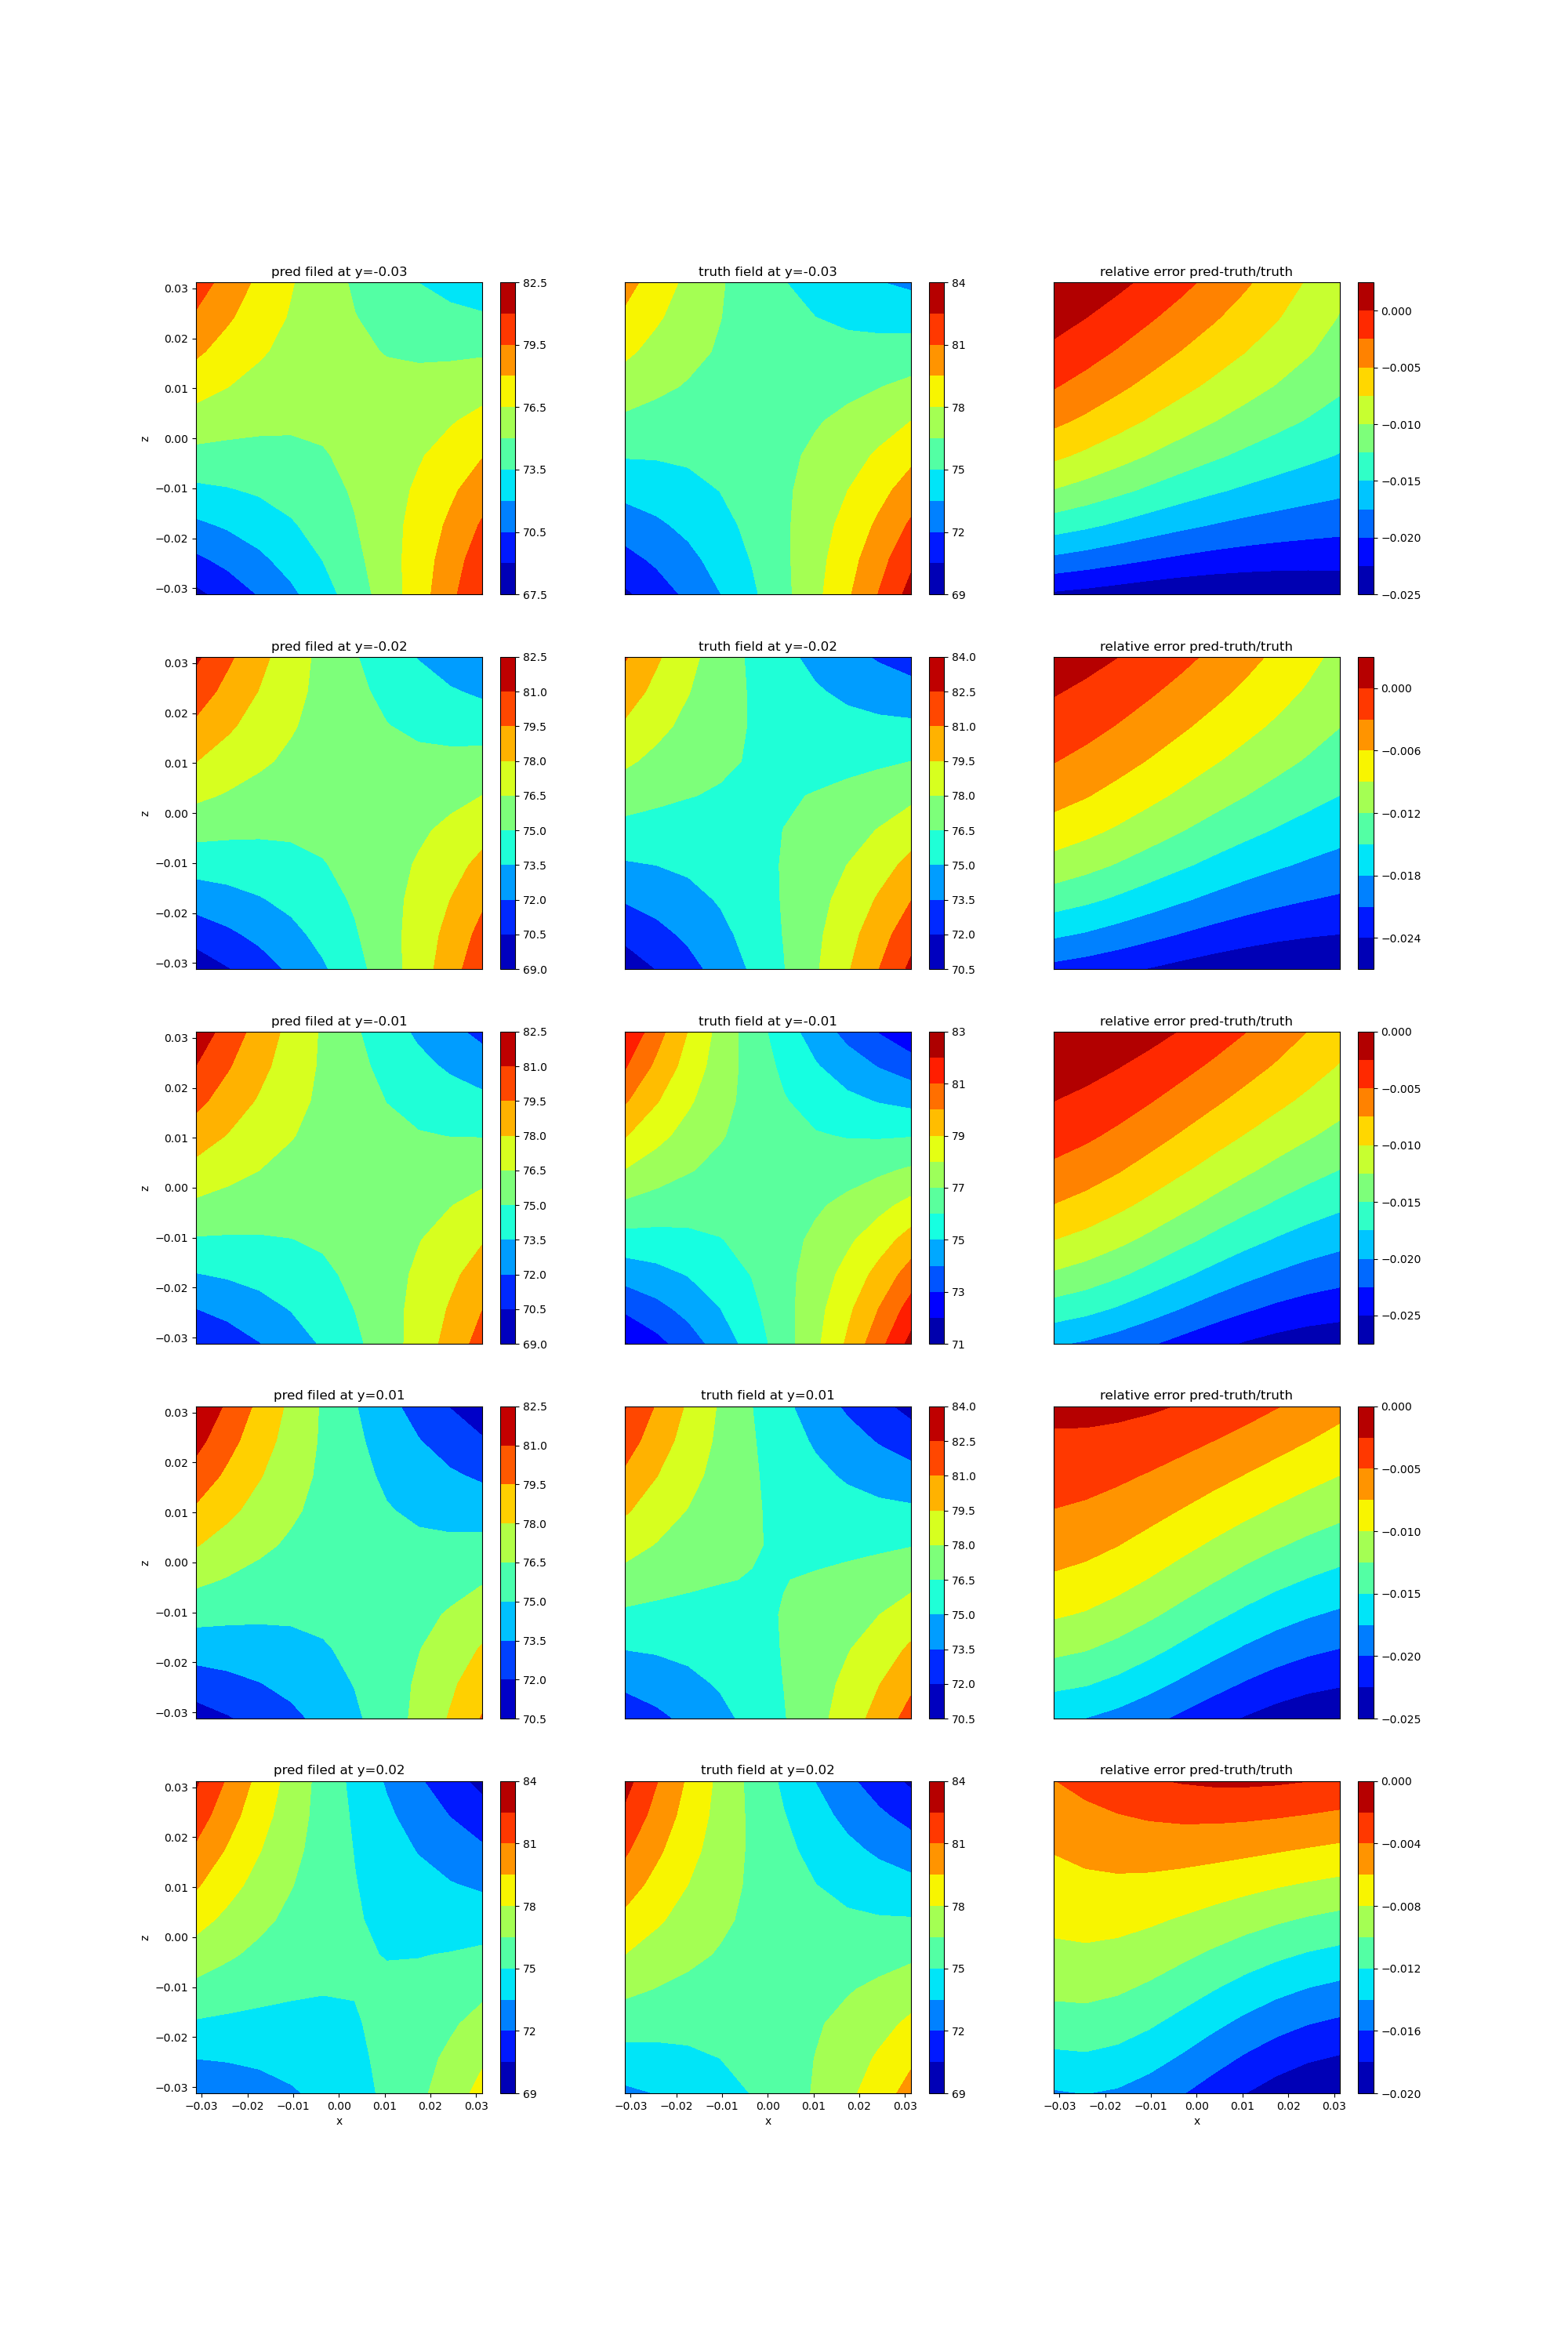 pred filed at y=-0.03 truth field at y=-0.03 relative error pred-truth/truth
0.03 82.5 84 0.000
0.02 79.5 81 −0.005
0.01 76.5 78 −0.010
z 0.00 73.5 75 −0.015
−0.01 70.5 72 −0.020
−0.02 67.5 69 −0.025
−0.03
pred filed at y=-0.02 truth field at y=-0.02 relative error pred-truth/truth
0.03 82.5 84.0 0.000
0.02 81.0 82.5 −0.006
0.01 79.5 81.0 −0.012
z 0.00 78.0 79.5 −0.018
−0.01 76.5 78.0 −0.024
−0.02 75.0 76.5
−0.03 73.5 75.0
72.0 73.5
70.5 72.0
69.0 70.5
pred filed at y=-0.01 truth field at y=-0.01 relative error pred-truth/truth
0.03 82.5 83 0.000
0.02 81.0 81 −0.005
0.01 79.5 79 −0.010
z 0.00 78.0 77 −0.015
−0.01 76.5 75 −0.020
−0.02 75.0 73 −0.025
−0.03 73.5 71
72.0
70.5
69.0
pred filed at y=0.01 truth field at y=0.01 relative error pred-truth/truth
0.03 82.5 84.0 0.000
0.02 81.0 82.5 −0.005
0.01 79.5 81.0 −0.010
z 0.00 78.0 79.5 −0.015
−0.01 76.5 78.0 −0.020
−0.02 75.0 76.5 −0.025
−0.03 73.5 75.0
72.0 73.5
70.5 72.0
70.5
pred filed at y=0.02 truth field at y=0.02 relative error pred-truth/truth
0.03 84 84 0.000
0.02 81 81 −0.004
0.01 78 78 −0.008
z 0.00 75 75 −0.012
−0.01 72 72 −0.016
−0.02 69 69 −0.020
−0.03
−0.03 −0.02 −0.01 0.00 0.01 0.02 0.03 −0.03 −0.02 −0.01 0.00 0.01 0.02 0.03 −0.03 −0.02 −0.01 0.00 0.01 0.02 0.03
x x x